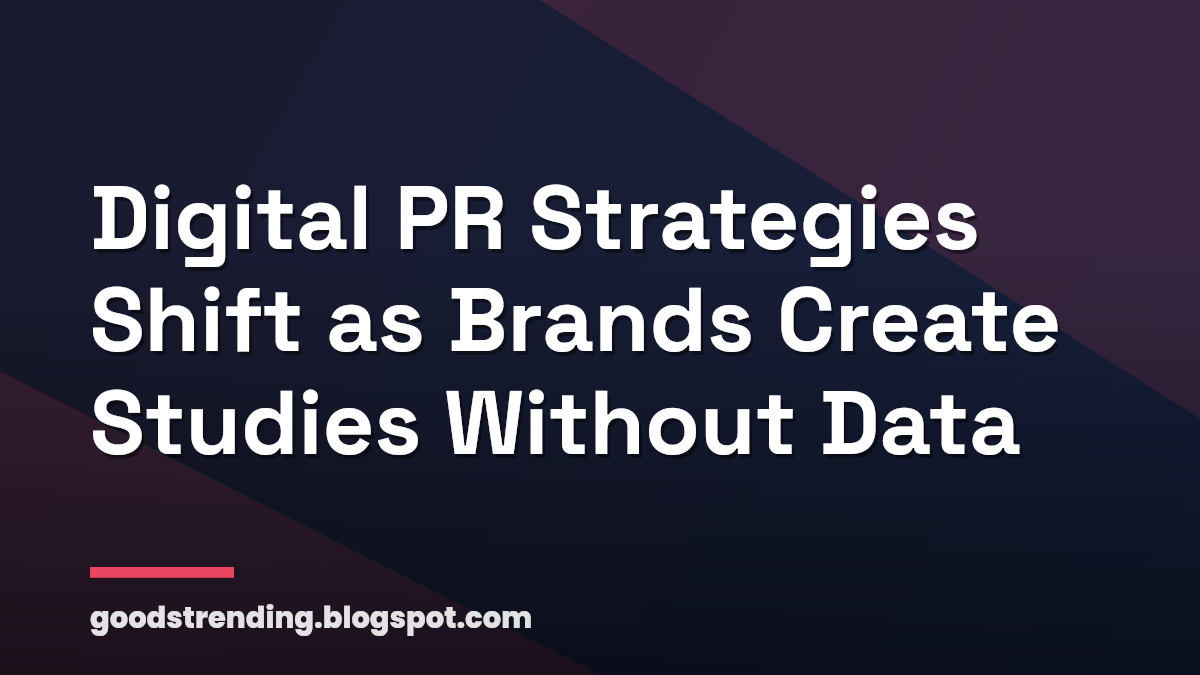 Digital PR Strategies
Shift as Brands Create
Studies Without Data
goodstrending.blogspot.com